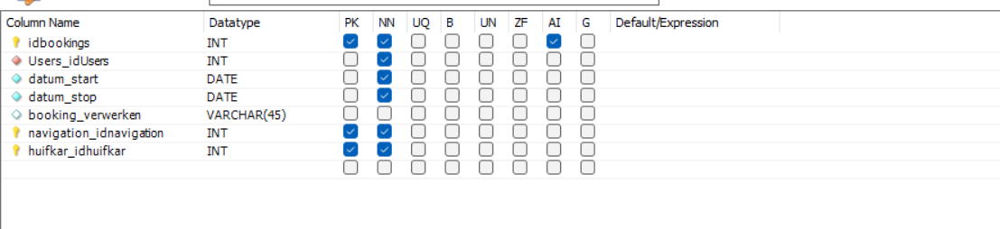 Column Name Datatype PK NN UQ B UN ZF AI G Default/Expression
idbookings INT
Users_idUsers INT
datum_start DATE
datum_stop DATE
booking_verwerken VARCHAR(45)
navigation_idnavigation INT
huifkar_idhuifkar INT